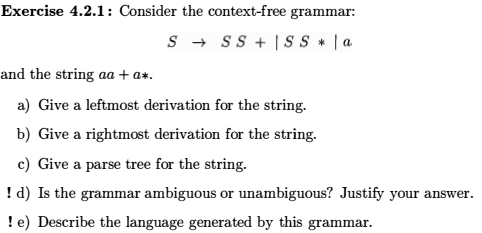 Exercise 4.2.1: Consider the context-free grammar:
S → S S + | S S * | a
and the string aa + a*.
a) Give a leftmost derivation for the string.
b) Give a rightmost derivation for the string.
c) Give a parse tree for the string.
! d) Is the grammar ambiguous or unambiguous? Justify your answer.
! e) Describe the language generated by this grammar.